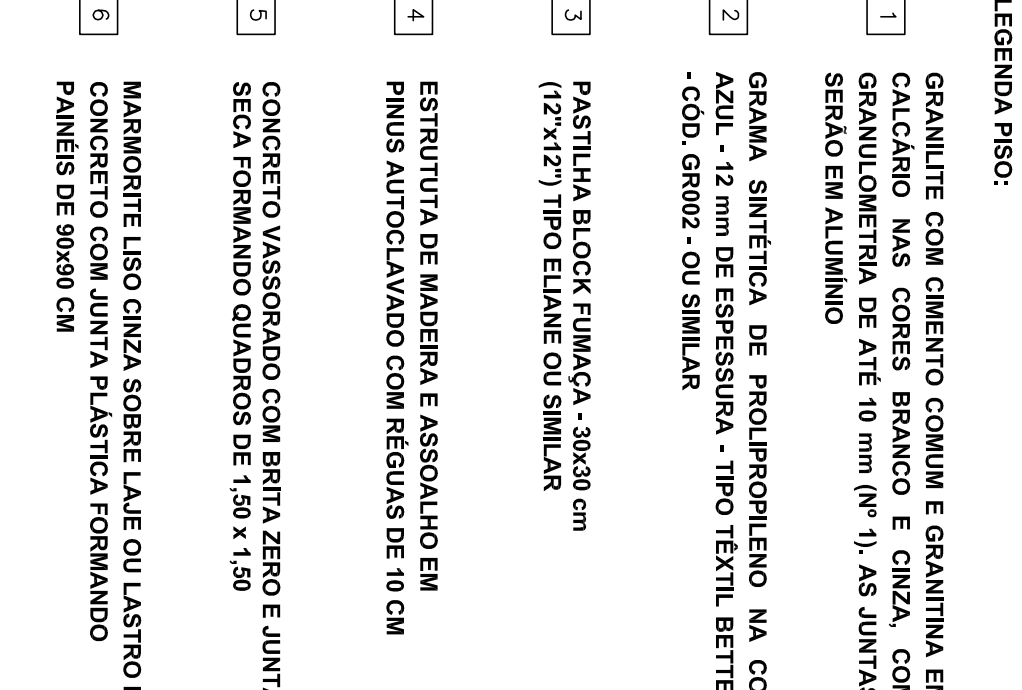 LEGENDA PISO:
1
GRANILITE COM CIMENTO COMUM E GRANITINA
CALCÁRIO NAS CORES BRANCO E CINZA,
GRANULOMETRIA DE ATÉ 10 mm (Nº 1). AS JUNTAS
SERÃO EM ALUMÍNIO
2
GRAMA SINTÉTICA DE PROLIPROPILENO NA
AZUL - 12 mm DE ESPESSURA - TIPO TÊXTIL
- CÓD. GR002 - OU SIMILAR
3
PASTILHA BLOCK FUMAÇA - 30x30 cm
(12"x12") TIPO ELIANE OU SIMILAR
4
ESTRUTUTA DE MADEIRA E ASSOALHO EM
PINUS AUTOCLAVADO COM RÉGUAS DE 10 CM
5
CONCRETO VASSORADO COM BRITA ZERO E JUNTA
SECA FORMANDO QUADROS DE 1,50 x 1,50
6
MARMORITE LISO CINZA SOBRE LAJE OU LASTRO
CONCRETO COM JUNTA PLÁSTICA FORMANDO
PAINÉIS DE 90x90 CM